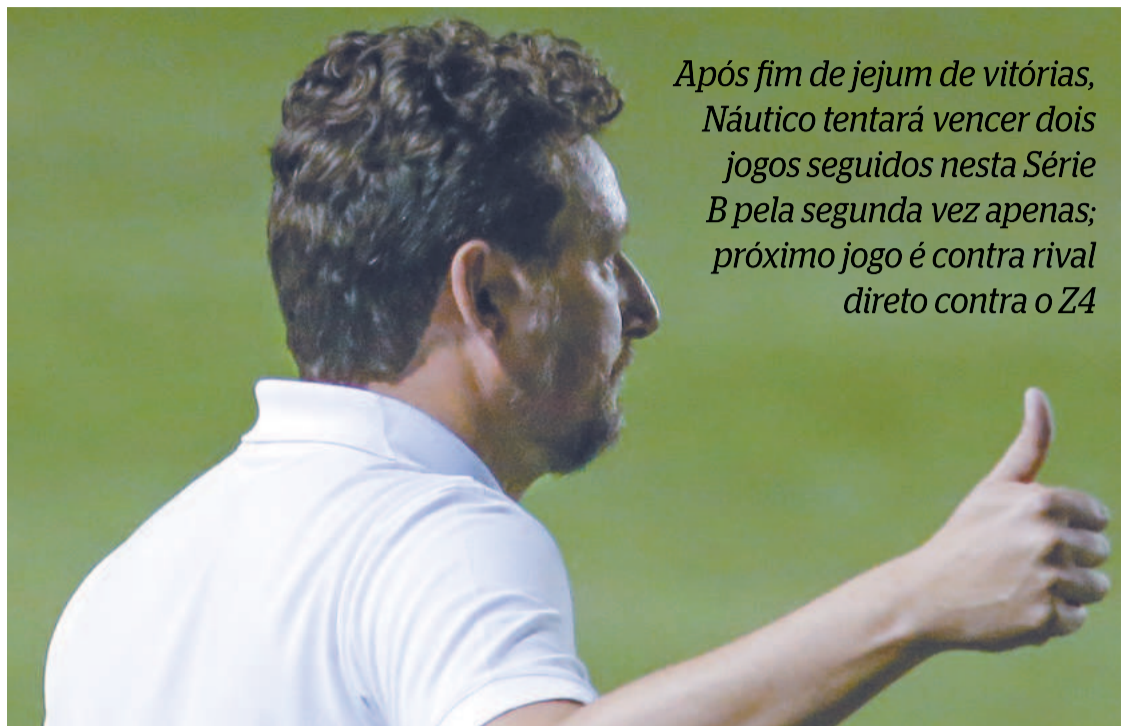 Após fim de jejum de vitórias,
Náutico tentará vencer dois
jogos seguidos nesta Série
B pela segunda vez apenas;
próximo jogo é contra rival
direto contra o Z4